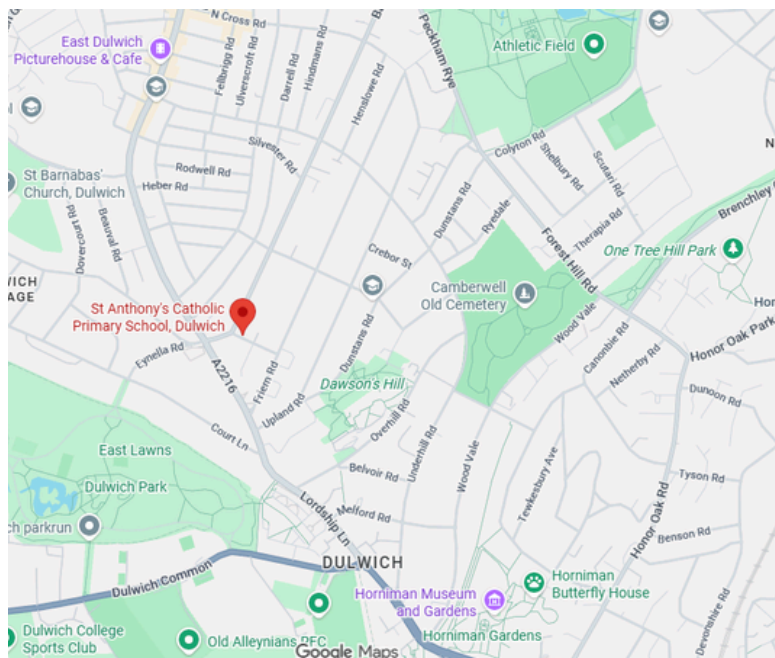 N Cross Rd
East Dulwich
Picturehouse & Cafe
Fellbrigg Rd
Ulverscroft Rd
Darrell Rd
Hindmans Rd
Henslowe Rd
Peckham Rye
Athletic Field
Silvester Rd
Colyton Rd
Shelbury Rd
Scutari Rd
St Barnabas'
Church, Dulwich
Rodwell Rd
Heber Rd
Beauval Rd
Dovercourt Rd
Dunstans Rd
Ryedale
Therapia Rd
Brenchley
Forest Hill Rd
One Tree Hill Park
Crebor St
Camberwell
Old Cemetery
St Anthony's Catholic
Primary School, Dulwich
Wood Vale
Canonbie Rd
Netherby Rd
Honor Oak Park
Eynella Rd
A2216
Friern Rd
Dunstans Rd
Upland Rd
Dawson's Hill
Overhill Rd
Dunoon Rd
Court Ln
East Lawns
Dulwich Park
Belvoir Rd
Underhill Rd
Wood Vale
Tewkesbury Ave
Tyson Rd
Honor Oak Rd
Benson Rd
Lordship Ln
Melford Rd
parkrun
DULWICH
Dulwich Common
Horniman Museum
and Gardens
Horniman
Butterfly House
Devonshire Rd
Dulwich College
Sports Club
Old Alleynians RFC
Horniman Gardens
Google Maps